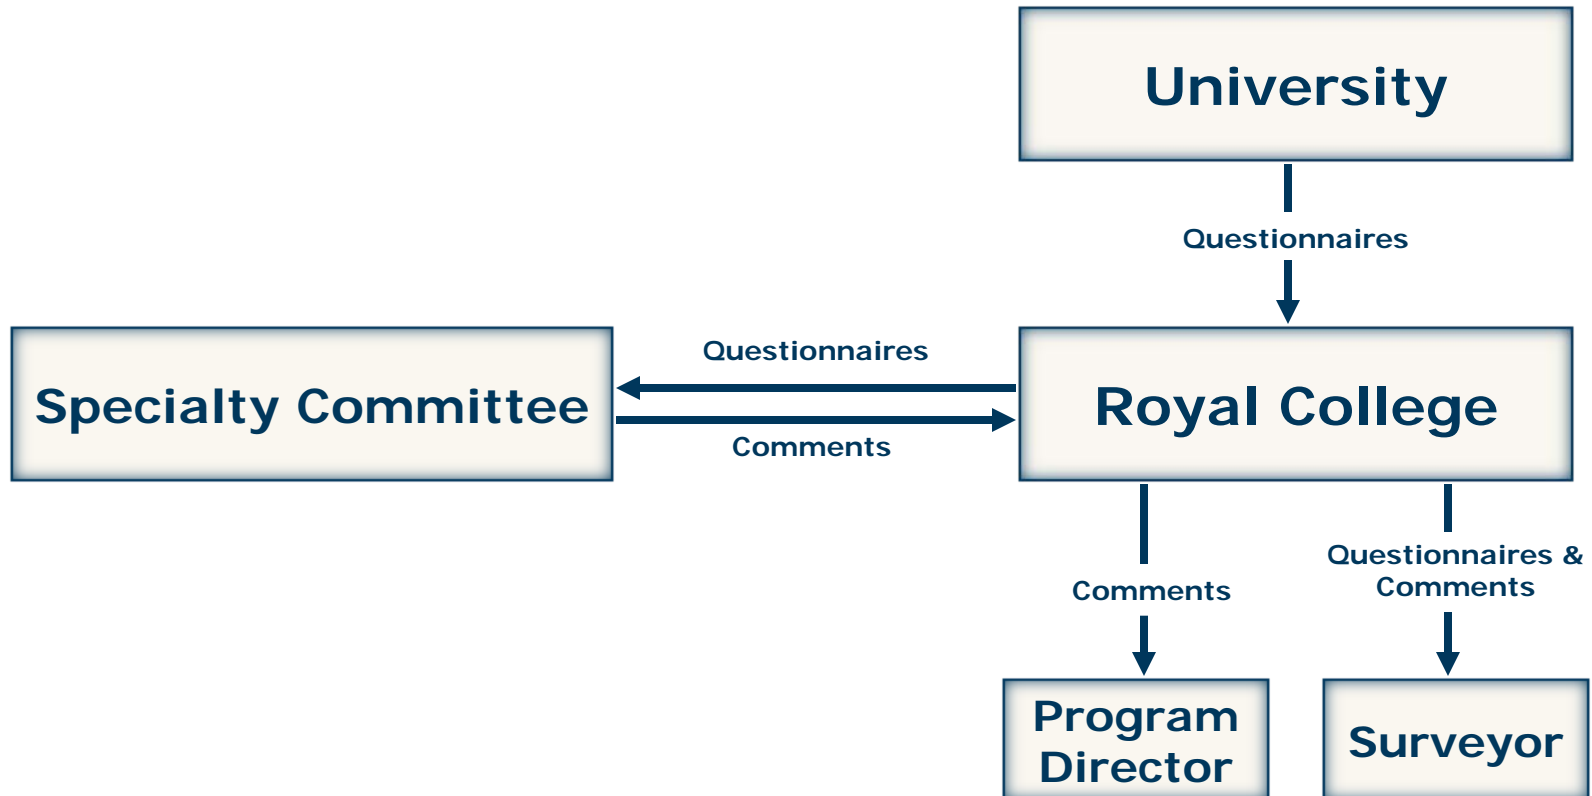 University
Questionnaires
Questionnaires
Specialty Committee
Royal College
Comments
Questionnaires &
Comments
Comments
Program
Director
Surveyor